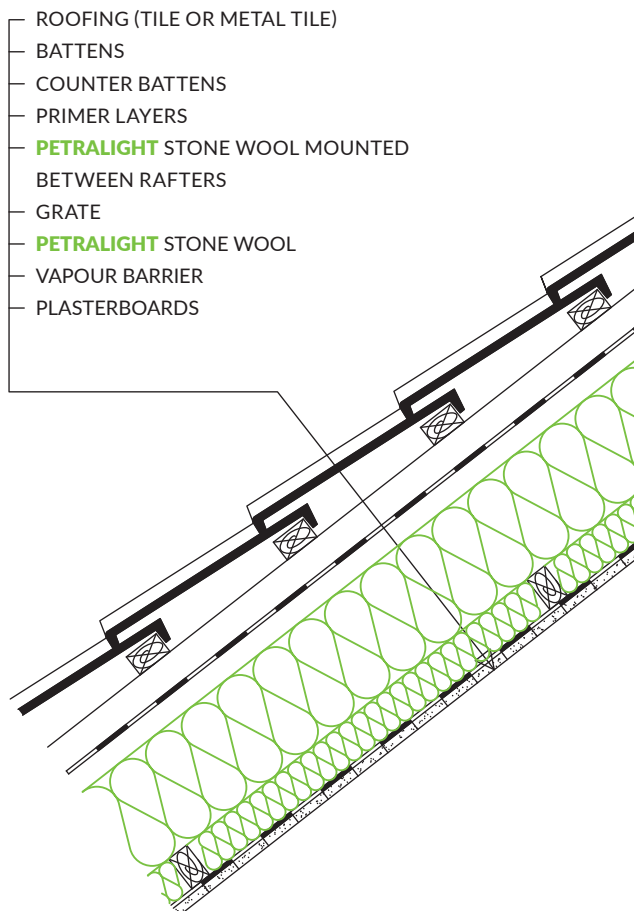 ROOFING (TILE OR METAL TILE)
BATTENS
COUNTER BATTENS
PRIMER LAYERS
PETRALIGHT STONE WOOL MOUNTED
BETWEEN RAFTERS
GRATE
PETRALIGHT STONE WOOL
VAPOUR BARRIER
PLASTERBOARDS